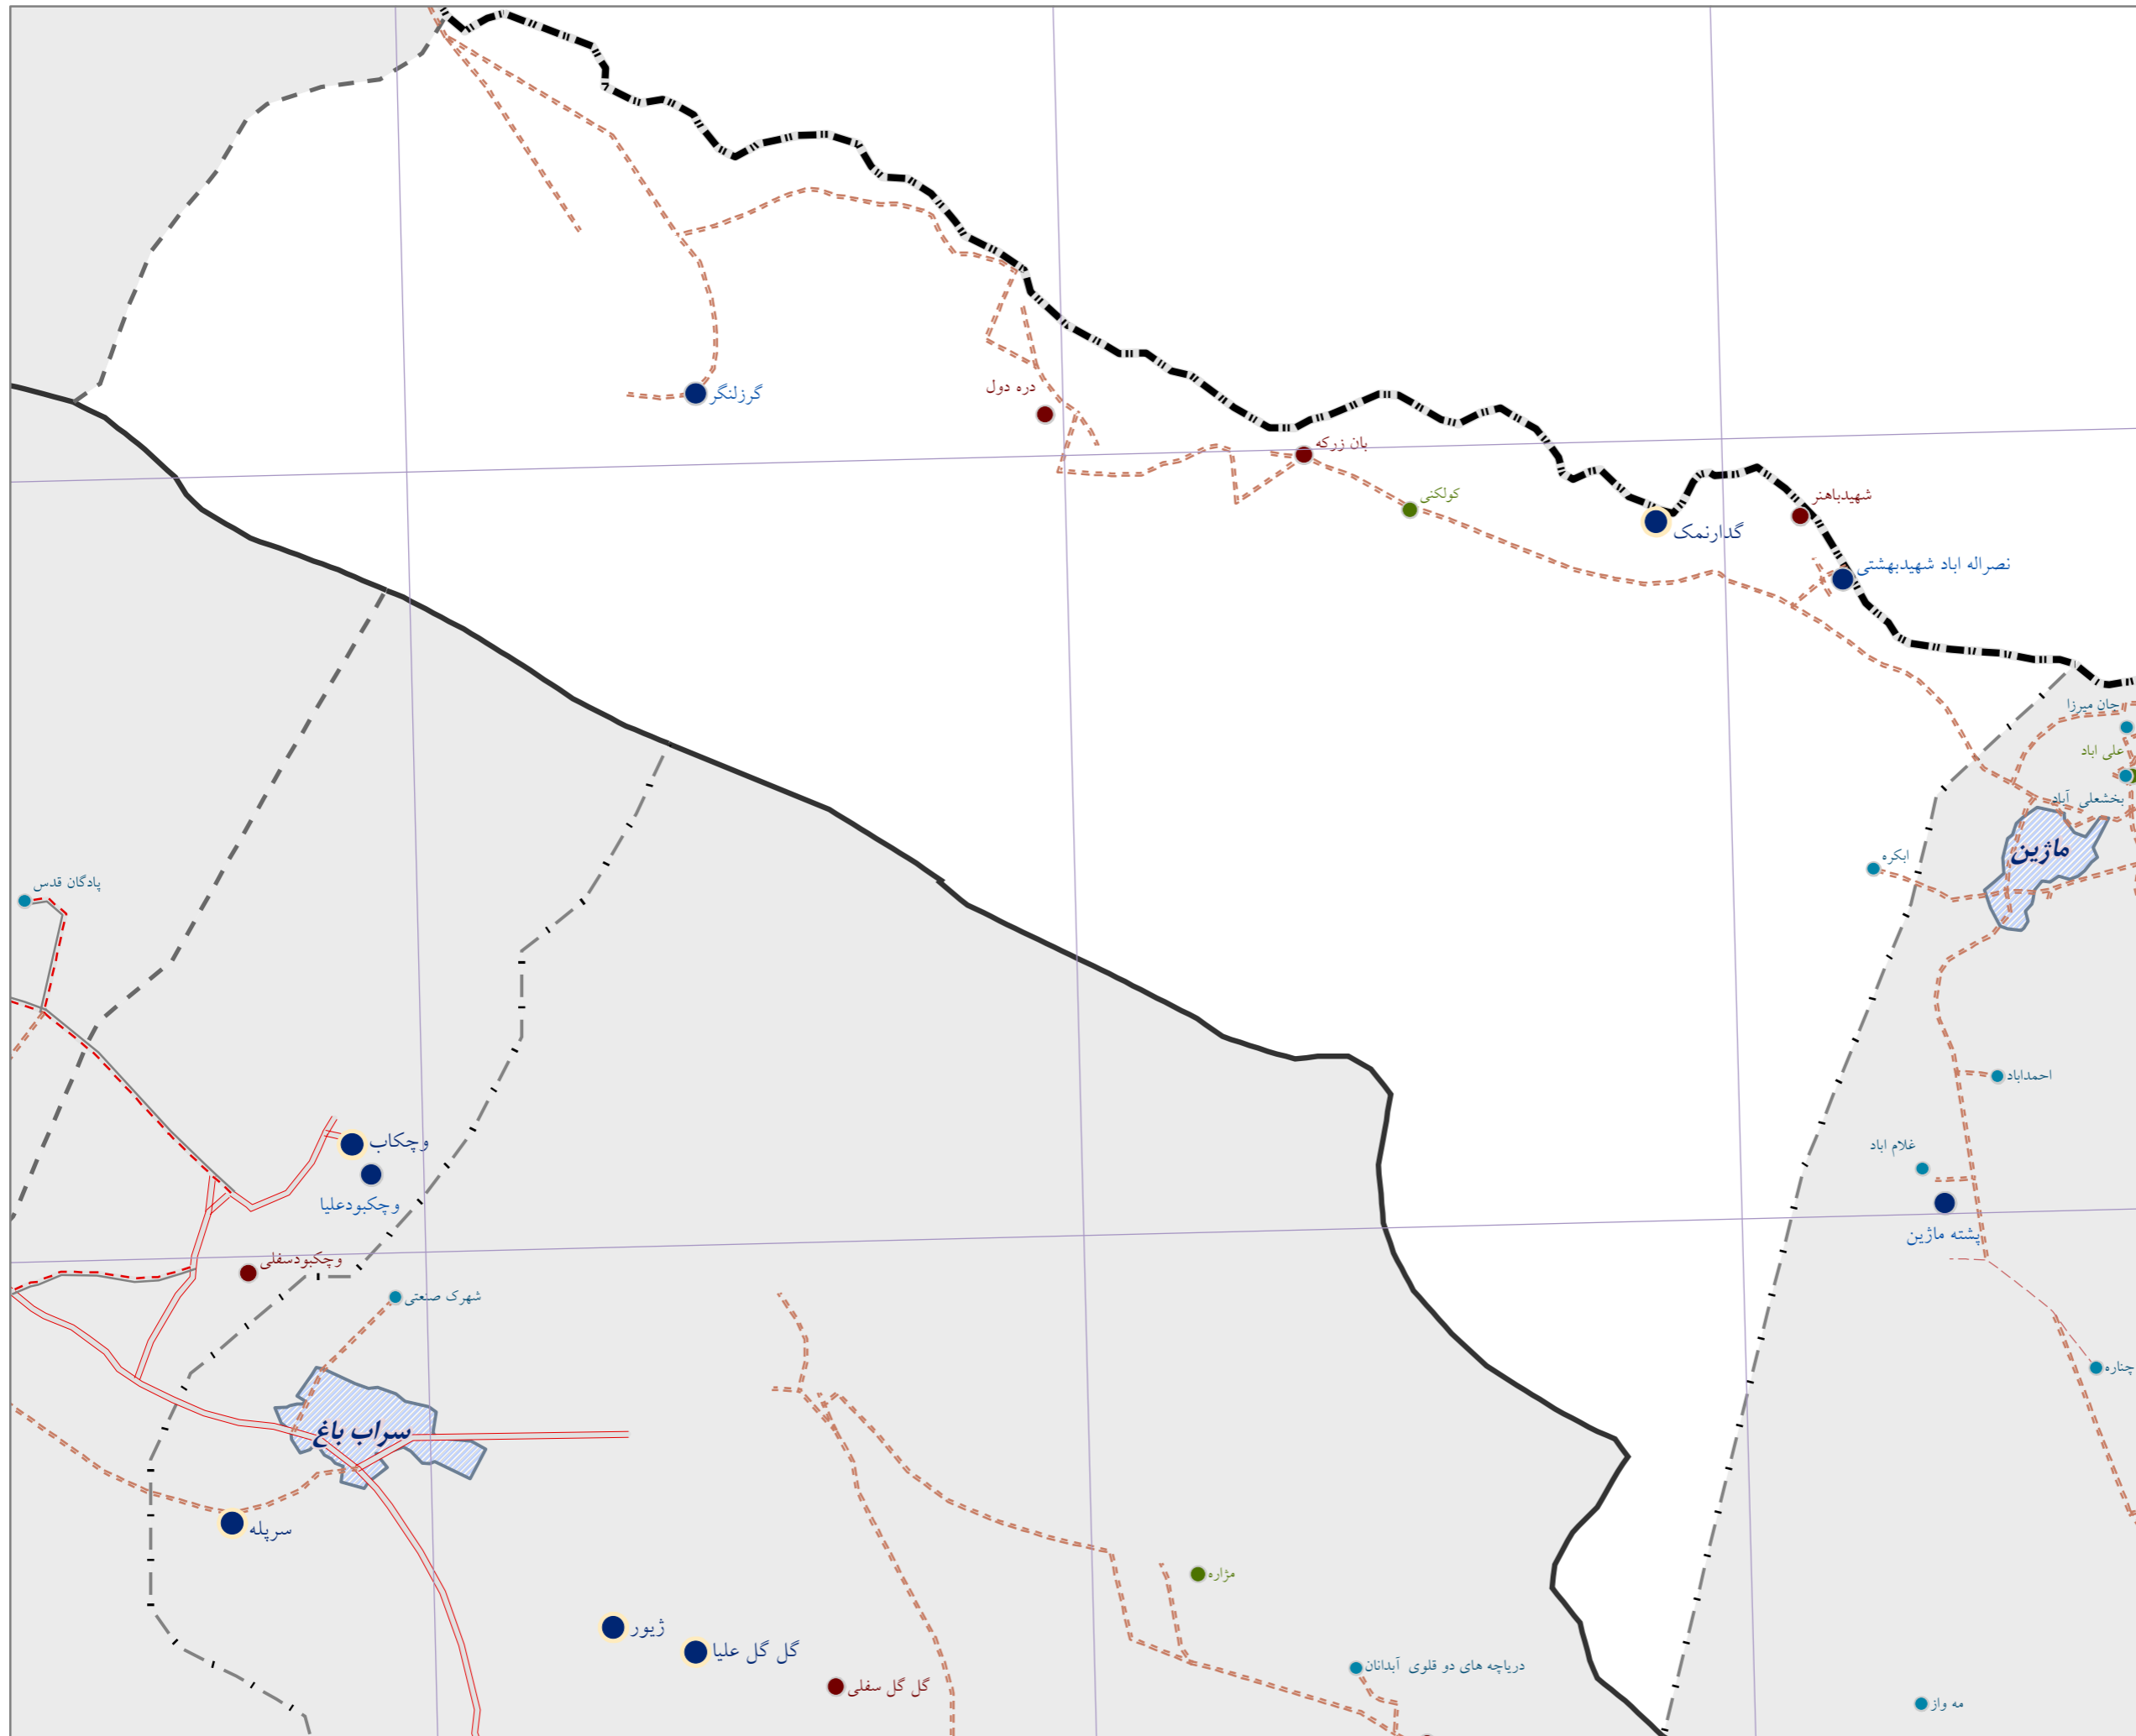 گرزلنگر
دره دول
بان زرکه
کولکنی
شهیدباهنر
گدارنمک
نصراله اباد شهیدبهشتی
جان میرزا
علی اباد
بخشعلی آباد
ماژین
ابکره
پادگان قدس
احمداباد
وچکاب
غلام اباد
وچکبودعلیا
پشته ماژین
وچکبودسفلی
شهرک صنعتی
چناره
سراب باغ
سرپله
مژاره
ژیور
گل گل علیا
دریاچه های دو قلوی آبدانان
گل گل سفلی
مه واز